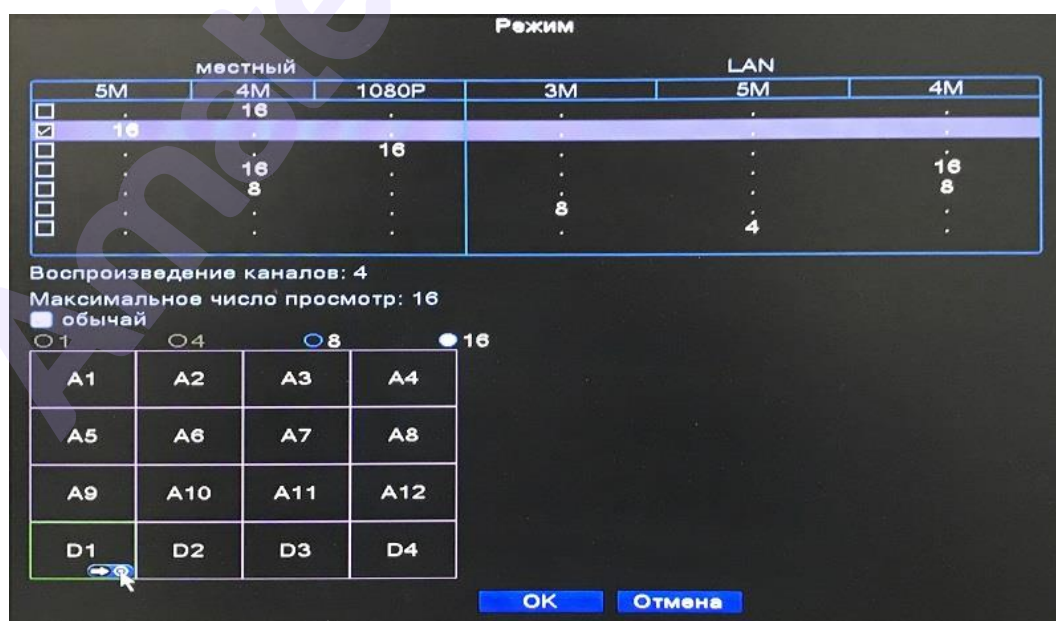 Режим
местный LAN
5M 4M 1080P 3M 5M 4M
. 16 . . . .
16 . . . . .
. . 16 . . .
. 16 . . . 16
. 8 . . . 8
. . . 8 . .
. . . . 4 .
Воспроизведение каналов: 4
Максимальное число просмотр: 16
обычай
1 4 8 16
A1 A2 A3 A4
A5 A6 A7 A8
A9 A10 A11 A12
D1 D2 D3 D4
OK Отмена